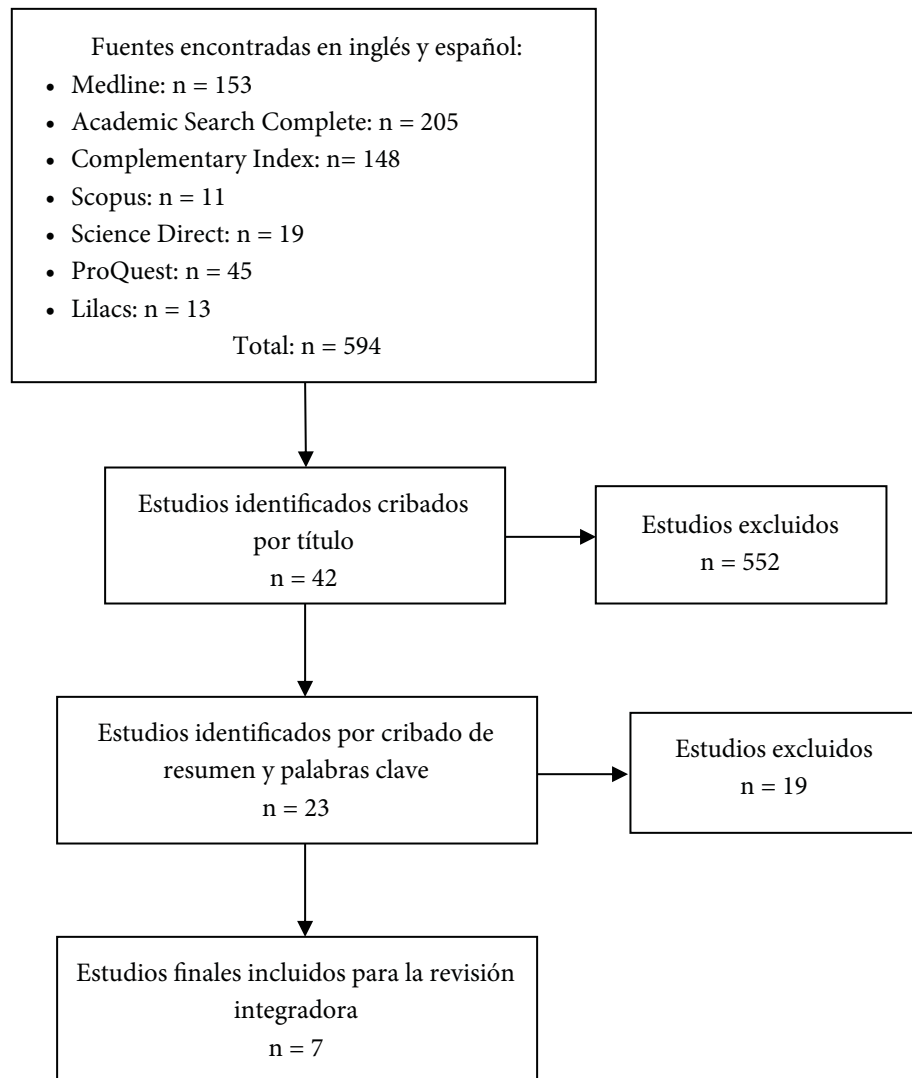 Fuentes encontradas en inglés y español:
• Medline: n = 153
• Academic Search Complete: n = 205
• Complementary Index: n= 148
• Scopus: n = 11
• Science Direct: n = 19
• ProQuest: n = 45
• Lilacs: n = 13
Total: n = 594
Estudios identificados cribados
por título
n = 42
Estudios excluidos
n = 552
Estudios identificados por cribado de
resumen y palabras clave
n = 23
Estudios excluidos
n = 19
Estudios finales incluidos para la revisión
integradora
n = 7